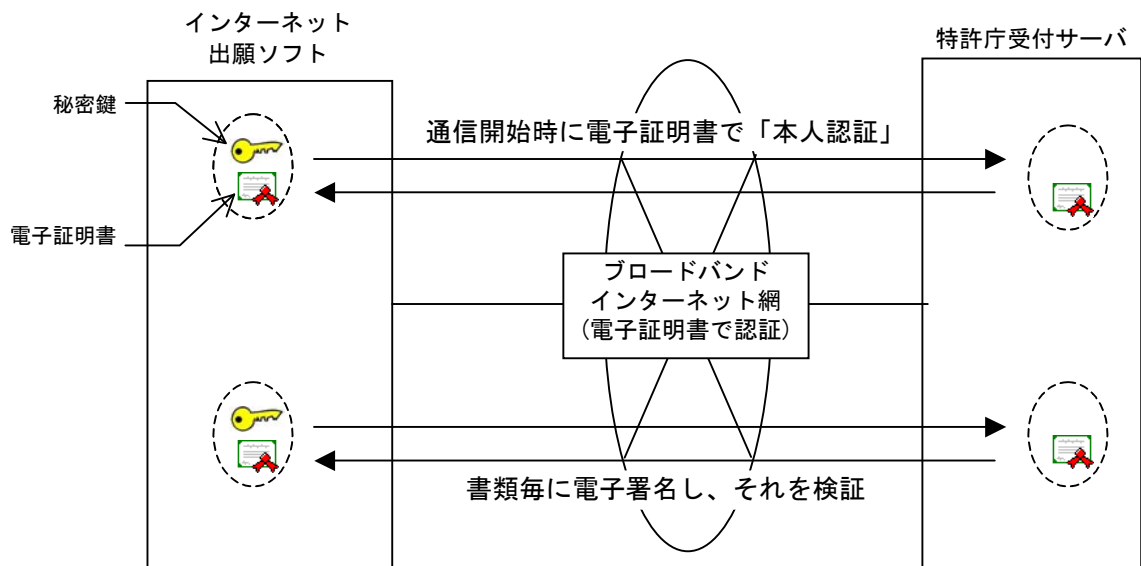 インターネット
出願ソフト
特許庁受付サーバ
秘密鍵
通信開始時に電子証明書で「本人認証」
電子証明書
ブロードバンド
インターネット網
(電子証明書で認証)
書類毎に電子署名し、それを検証